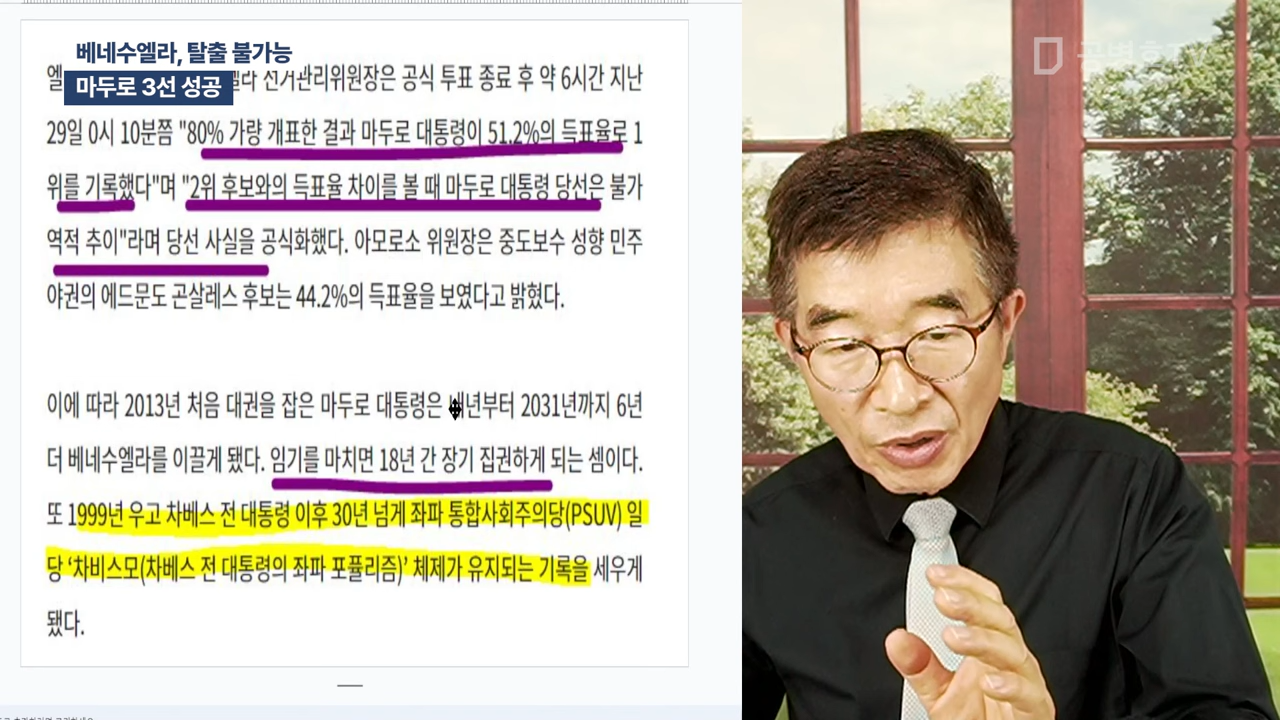 베네수엘라, 탈출 불가능
마두로 3선 성공
엘 선거관리위원장은 공식 투표 종료 후 약 6시간 지난
29일 0시 10분쯤 "80% 가량 개표한 결과 마두로 대통령이 51.2%의 득표율로 1
위를 기록했다"며 "2위 후보와의 득표율 차이를 볼 때 마두로 대통령 당선은 불가
역적 추이"라며 당선 사실을 공식화했다. 아모로소 위원장은 중도보수 성향 민주
야권의 에드문도 곤살레스 후보는 44.2%의 득표율을 보였다고 밝혔다.
이에 따라 2013년 처음 대권을 잡은 마두로 대통령은 2031년까지 6년
더 베네수엘라를 이끌게 됐다. 임기를 마치면 18년 간 장기 집권하게 되는 셈이다.
또 1999년 우고 차베스 전 대통령 이후 30년 넘게 좌파 통합사회주의당(PSUV) 일
당 ‘차비스모(차베스 전 대통령의 좌파 포퓰리즘)’ 체제가 유지되는 기록을 세우게
됐다.